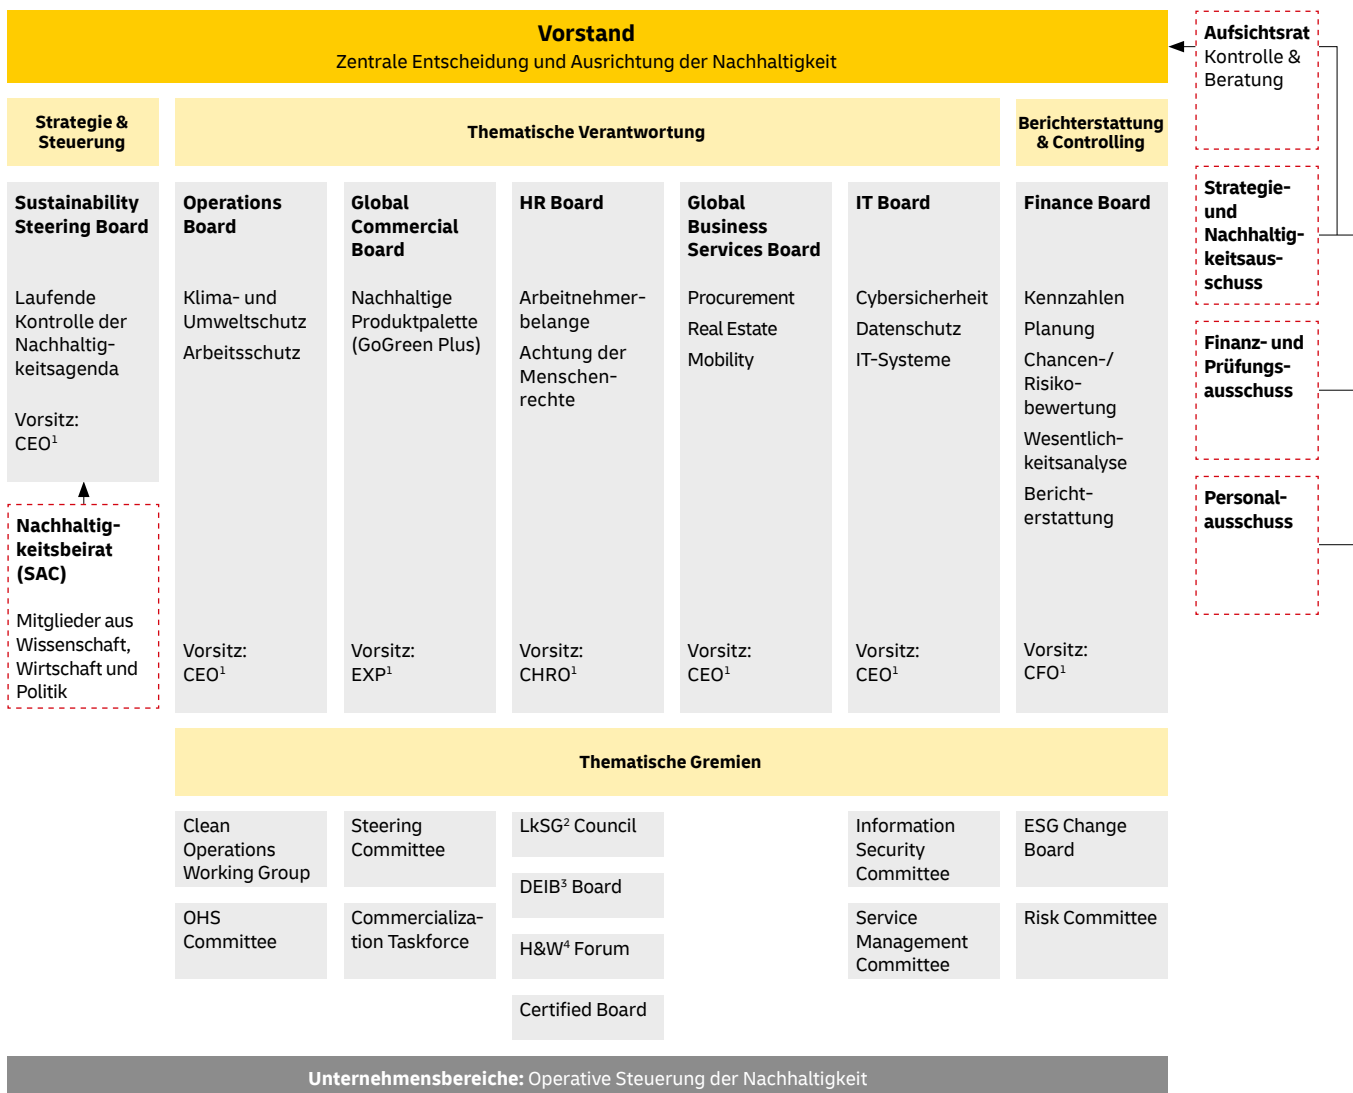 Vorstand
Zentrale Entscheidung und Ausrichtung der Nachhaltigkeit
Aufsichtsrat
Kontrolle &
Beratung
Strategie &
Steuerung
Thematische Verantwortung
Berichterstattung
& Controlling
Sustainability
Steering Board
Laufende
Kontrolle der
Nachhaltig-
keitsagenda
Vorsitz:
CEO¹
Nachhaltig-
keitsbeirat
(SAC)
Mitglieder aus
Wissenschaft,
Wirtschaft und
Politik
Operations
Board
Klima- und
Umweltschutz
Arbeitsschutz
Vorsitz:
CEO¹
Global
Commercial
Board
Nachhaltige
Produktpalette
(GoGreen Plus)
Vorsitz:
EXP¹
HR Board
Arbeitnehmer-
belange
Achtung der
Menschen-
rechte
Vorsitz:
CHRO¹
Global
Business
Services Board
Procurement
Real Estate
Mobility
Vorsitz:
CEO¹
IT Board
Cybersicherheit
Datenschutz
IT-Systeme
Vorsitz:
CEO¹
Finance Board
Kennzahlen
Planung
Chancen-/
Risiko-
bewertung
Wesentlich-
keitsanalyse
Bericht-
erstattung
Vorsitz:
CFO¹
Strategie-
und
Nachhaltig-
keitsaus-
schuss
Finanz- und
Prüfungs-
ausschuss
Personal-
ausschuss
Thematische Gremien
Clean
Operations
Working Group
OHS
Committee
Steering
Committee
Commercializa-
tion Taskforce
LkSG² Council
DEIB³ Board
H&W⁴ Forum
Certified Board
Information
Security
Committee
Service
Management
Committee
ESG Change
Board
Risk Committee
Unternehmensbereiche: Operative Steuerung der Nachhaltigkeit